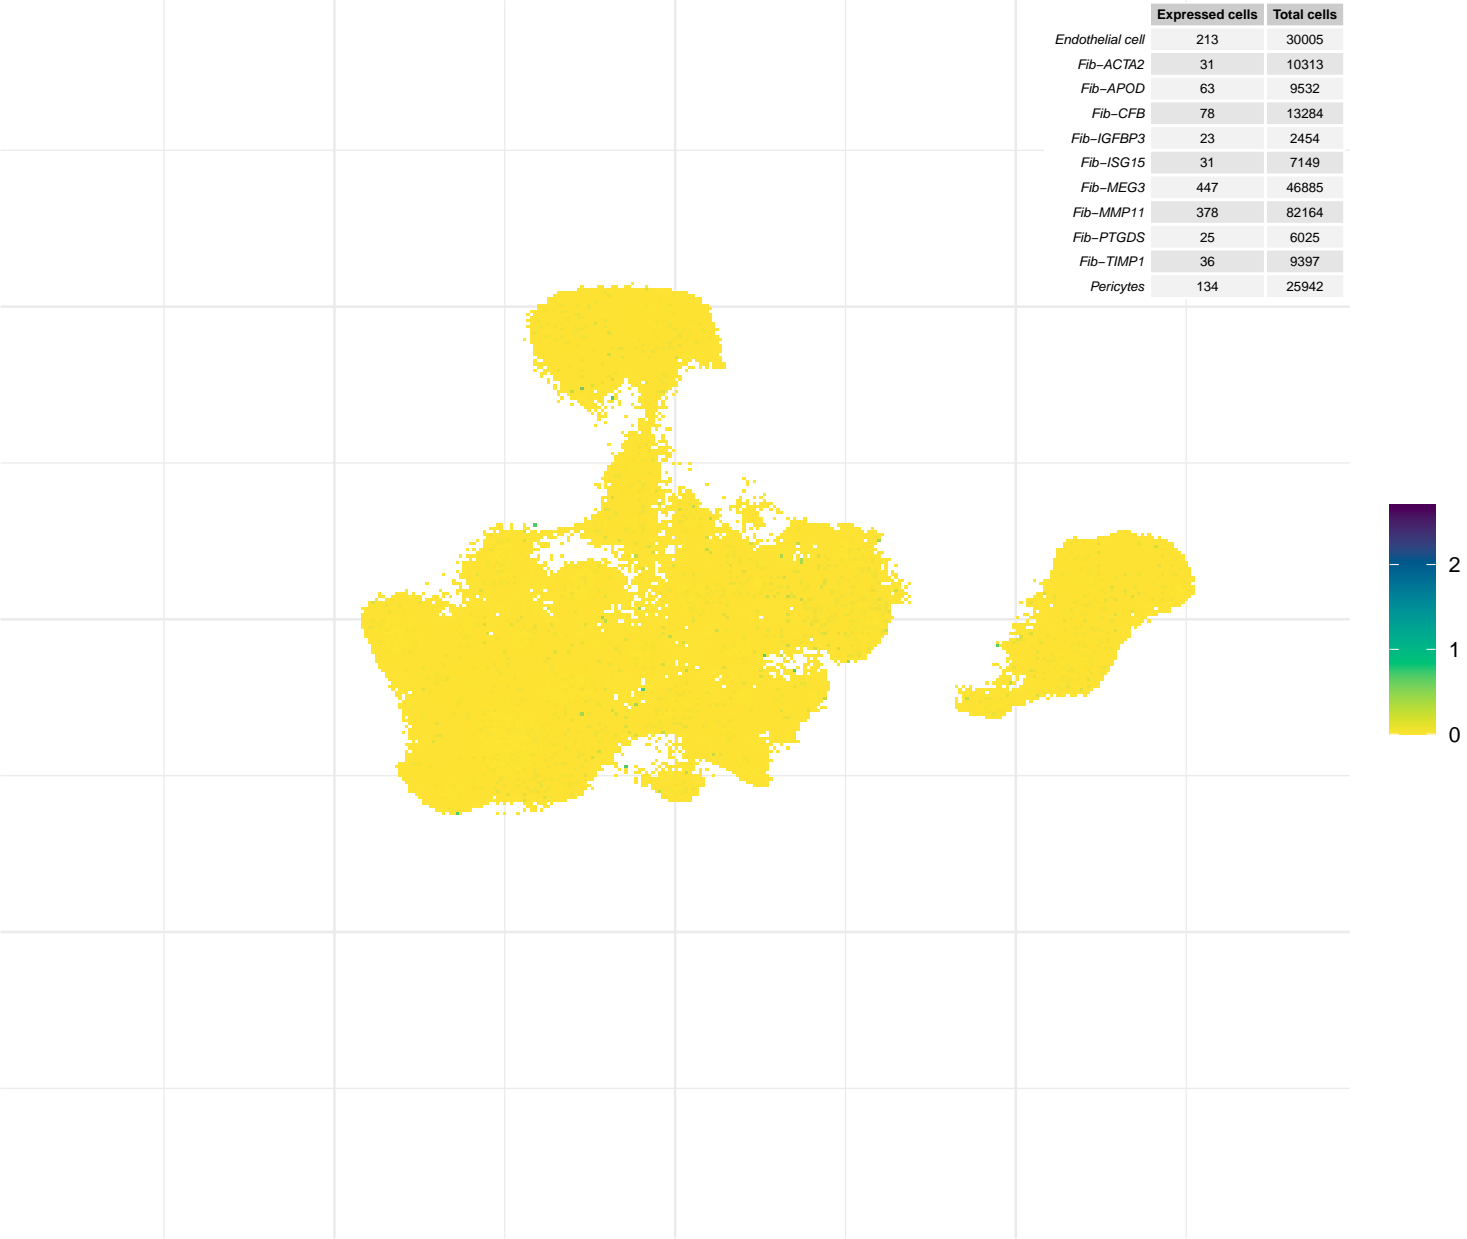 Expressed cells Total cells
Endothelial cell 213 30005
Fib−ACTA2 31 10313
Fib−APOD 63 9532
Fib−CFB 78 13284
Fib−IGFBP3 23 2454
Fib−ISG15 31 7149
Fib−MEG3 447 46885
Fib−MMP11 378 82164
Fib−PTGDS 25 6025
Fib−TIMP1 36 9397
Pericytes 134 25942
2
1
0